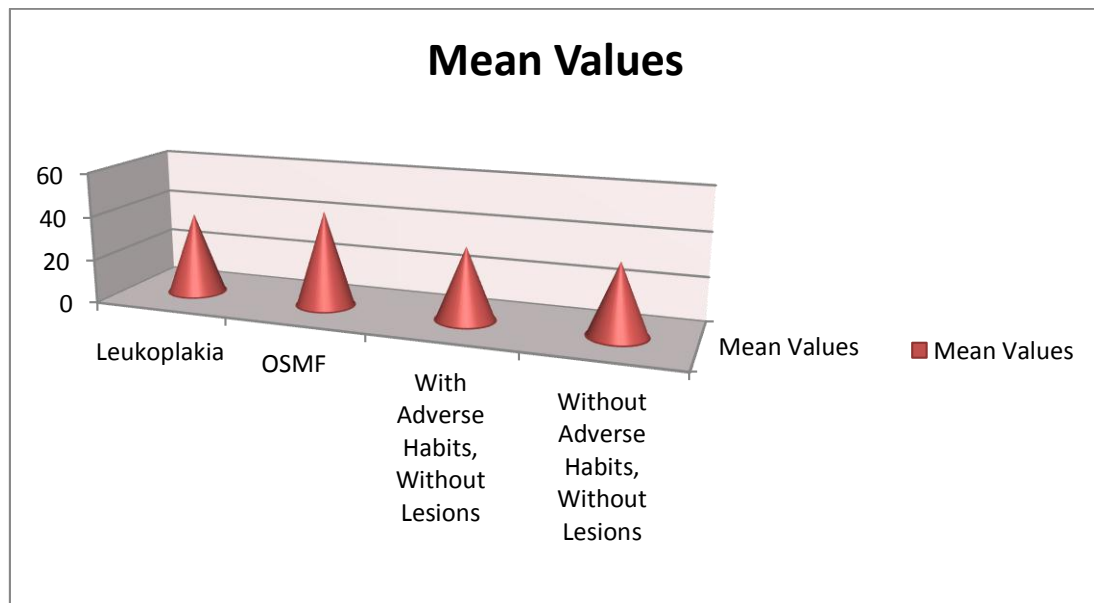 Mean Values
60
40
20
0
Leukoplakia
OSMF
With
Adverse
Habits,
Without
Lesions
Without
Adverse
Habits,
Without
Lesions
Mean Values
Mean Values